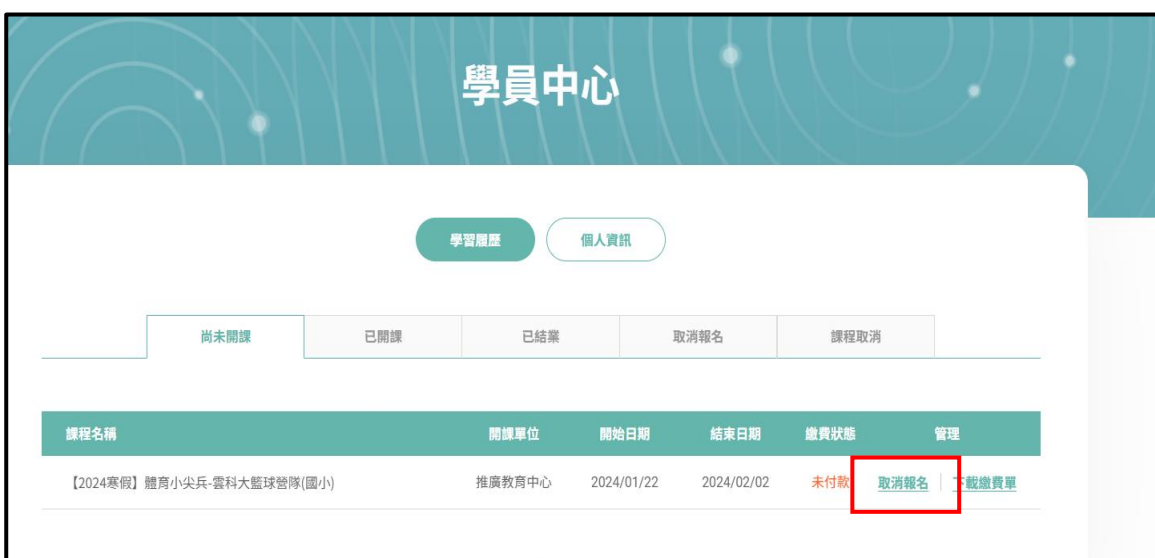 學員中心
學習履歷 個人資訊
尚未開課 已開課 已結業 取消報名 課程取消
課程名稱 開課單位 開始日期 結束日期 繳費狀態 管理
【2024寒假】體育小尖兵-雲科大籃球營隊(國小) 推廣教育中心 2024/01/22 2024/02/02 未付款 取消報名 下載繳費單